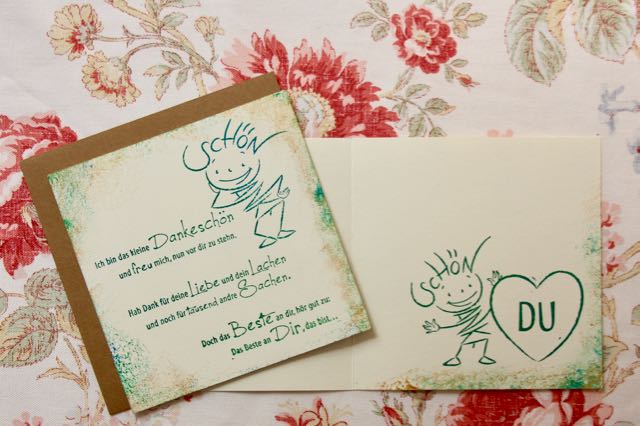 SCHÖN
Ich bin das kleine Dankeschön
und freu mich, nun vor dir zu stehn.
Hab Dank für deine Liebe und dein Lachen
und noch für tausend andre Sachen.
Doch das Beste an dir, hör gut zu:
Das Beste an Dir, das bist...
SCHÖN
DU